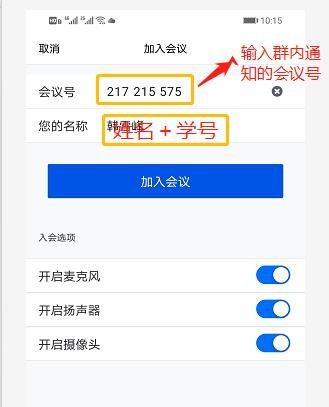 10:15
取消
加入会议
输入群内通
知的会议号
会议号
217 215 575
您的名称
姓名＋学号
加入会议
入会选项
开启麦克风
开启扬声器
开启摄像头